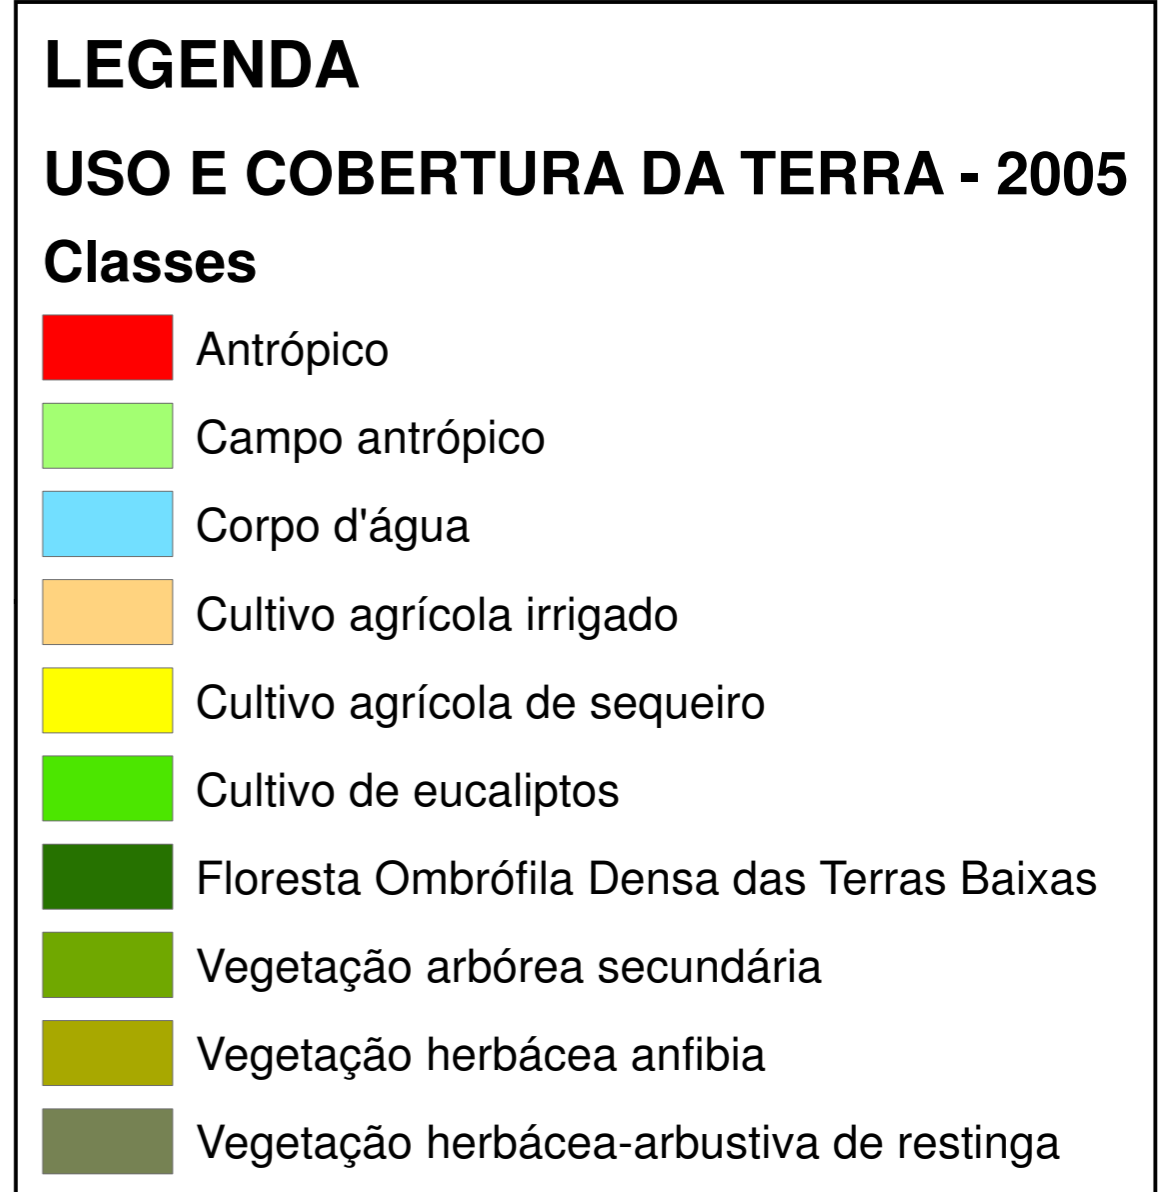 LEGENDA
USO E COBERTURA DA TERRA - 2005
Classes
Antrópico
Campo antrópico
Corpo d'água
Cultivo agrícola irrigado
Cultivo agrícola de sequeiro
Cultivo de eucaliptos
Floresta Ombrófila Densa das Terras Baixas
Vegetação arbórea secundária
Vegetação herbácea anfibia
Vegetação herbácea-arbustiva de restinga